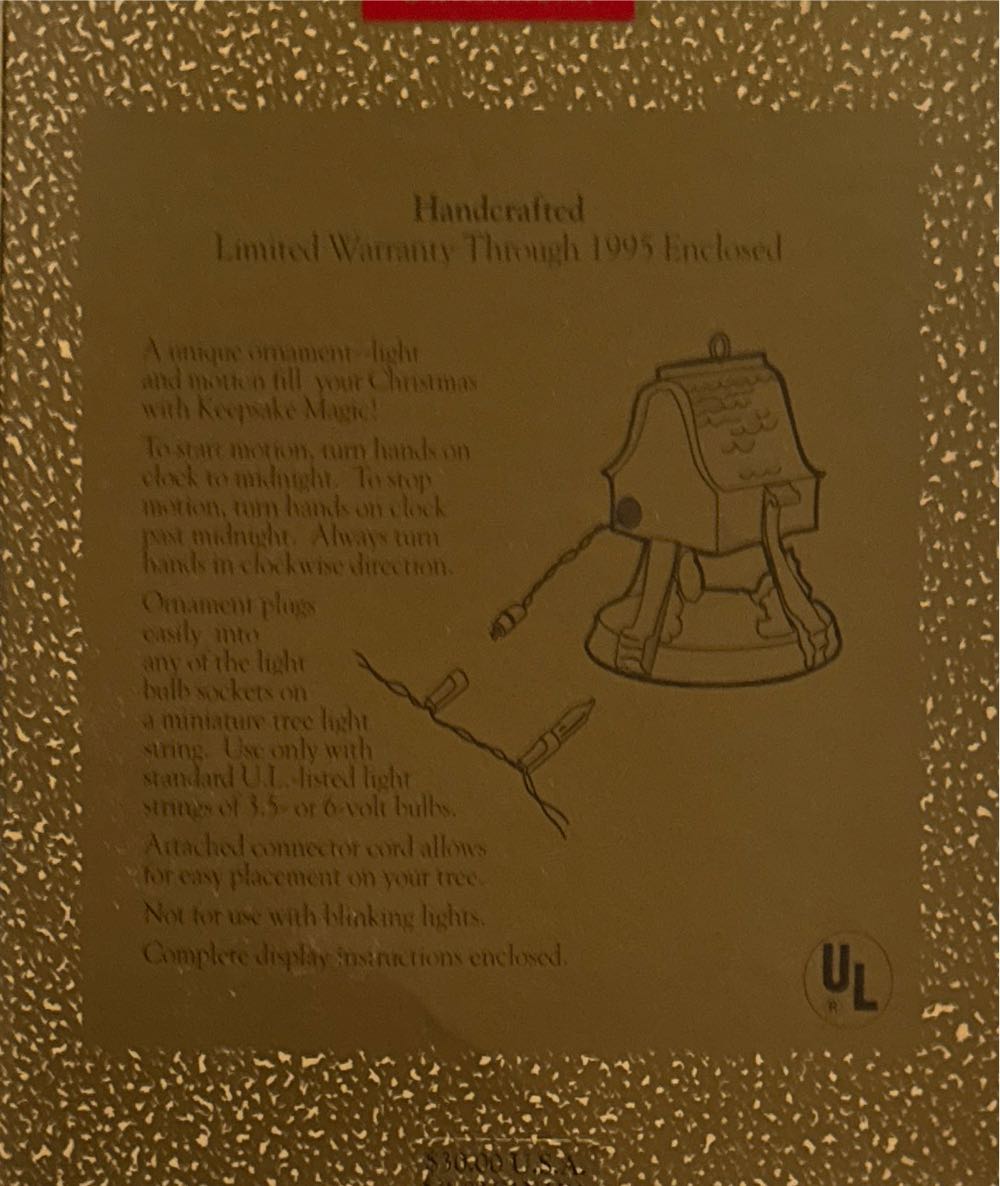 Handcrafted
Limited Warranty Through 1995 Enclosed
A unique ornament--light
and motion fill your Christmas
with Keepsake Magic!
To start motion, turn hands on
clock to midnight. To stop
motion, turn hands on clock
past midnight. Always turn
hands in clockwise direction.
Ornament plugs
easily into
any of the light
bulb sockets on
a miniature tree light
string. Use only with
standard U.L.-listed light
strings of 3.5- or 6-volt bulbs.
Attached connector cord allows
for easy placement on your tree.
Not for use with blinking lights.
Complete display instructions enclosed.
UL
R
$30.00 U.S.A.